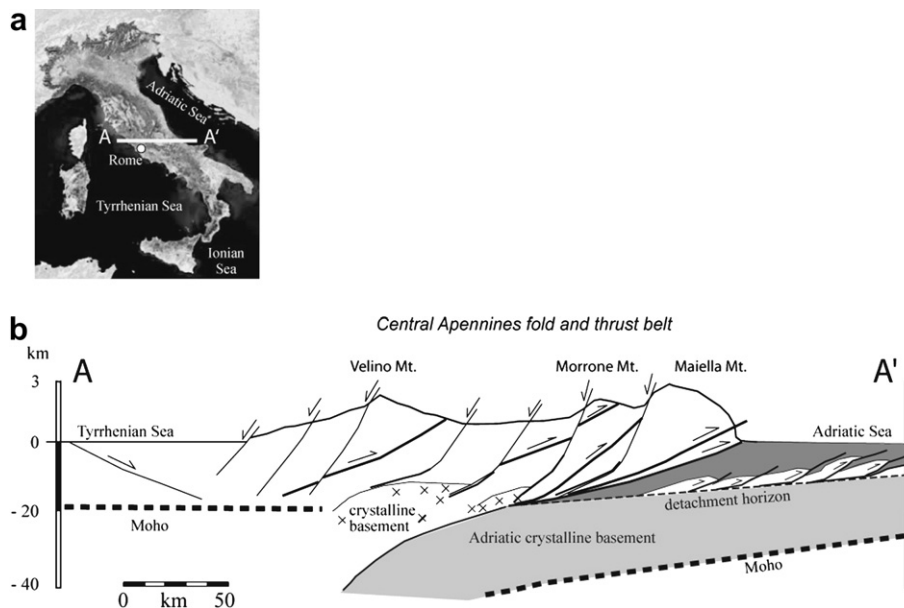 a
Adriatic Sea
A
A'
Rome
Tyrrhenian Sea
Ionian
Sea
b
Central Apennines fold and thrust belt
km
A
Velino Mt.
Morrone Mt.
Maiella Mt.
A'
3
0
Tyrrhenian Sea
Adriatic Sea
- 20
Moho
crystalline
basement
detachment horizon
Adriatic crystalline basement
Moho
- 40
0 km 50